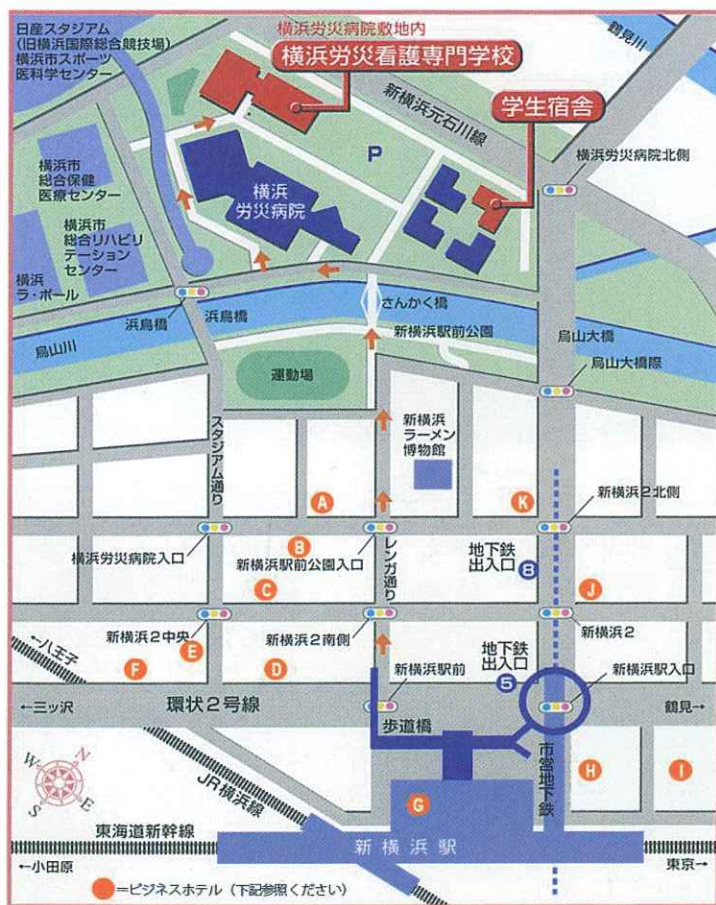 日産スタジアム
(旧横浜国際総合競技場)
横浜市スポーツ
医科学センター
横浜労災病院敷地内
横浜労災看護専門学校
鶴見川
新横浜元石川線
学生宿舎
横浜労災病院北側
P
横浜
労災病院
横浜市
総合保健
医療センター
横浜市
総合リハビリ
テーション
センター
横浜
ラ・ポール
浜鳥橋
浜鳥橋
さんかく橋
新横浜駅前公園
鳥山川
鳥山大橋
鳥山大橋際
運動場
スタジアム通り
新横浜
ラーメン
博物館
A
K
新横浜2北側
横浜労災病院入口
B
新横浜駅前公園入口
レンガ通り
地下鉄
出入口
8
C
J
新横浜2中央
新横浜2南側
新横浜2
←八王子
E
F
D
地下鉄
出入口
5
新横浜駅前
新横浜駅入口
←三ッ沢
環状2号線
鶴見→
歩道橋
市営地下鉄
N
W
E
S
JR横浜線
G
H
I
東海道新幹線
新横浜駅
←小田原
東京→
=ビジネスホテル(下記参照ください)